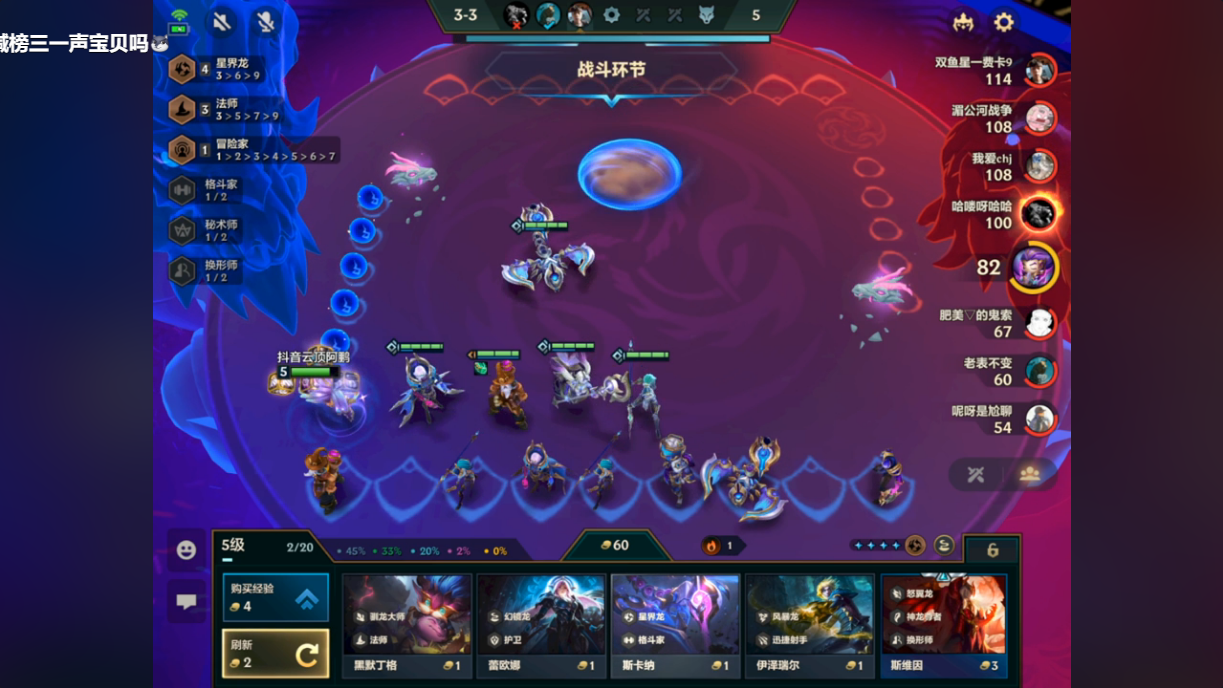 3-3
5
战斗环节
榜三一声宝贝吗
4 星界龙
3 > 6 > 9
3 法师
3 > 5 > 7 > 9
1 冒险家
1 > 2 > 3 > 4 > 5 > 6 > 7
格斗家
1 / 2
秘术师
1 / 2
换形师
1 / 2
双鱼星一费卡9
114
湄公河战争
108
我爱chj
108
哈喽呀哈哈
100
82
肥美♡的鬼索
67
老表不变
60
呢呀是尬聊
54
抖音云顶阿鹏
5
5级
2/20
45% 33% 20% 2% 0%
60
1
6
购买经验
4
刷新
2
驯龙大师
法师
黑默丁格 1
幻镜龙
护卫
蕾欧娜 1
星界龙
格斗家
斯卡纳 1
风暴龙
迅捷射手
伊泽瑞尔 1
怒翼龙
神龙尊者
换形师
斯维因 3